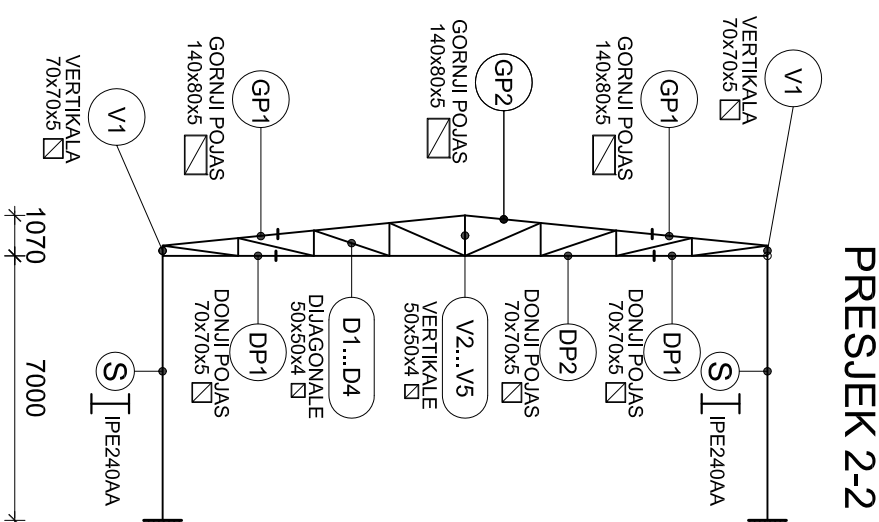 PRESJEK 2-2
V1
VERTIKALA
70x70x5
GP1
GORNJI POJAS
140x80x5
GP2
GORNJI POJAS
140x80x5
GP1
GORNJI POJAS
140x80x5
V1
VERTIKALA
70x70x5
1070
7000
DP1
DONJI POJAS
70x70x5
D1...D4
DIJAGONALE
50x50x4
V2...V5
VERTIKALE
50x50x4
DP2
DONJI POJAS
70x70x5
DP1
DONJI POJAS
70x70x5
S
IPE240AA
S
IPE240AA